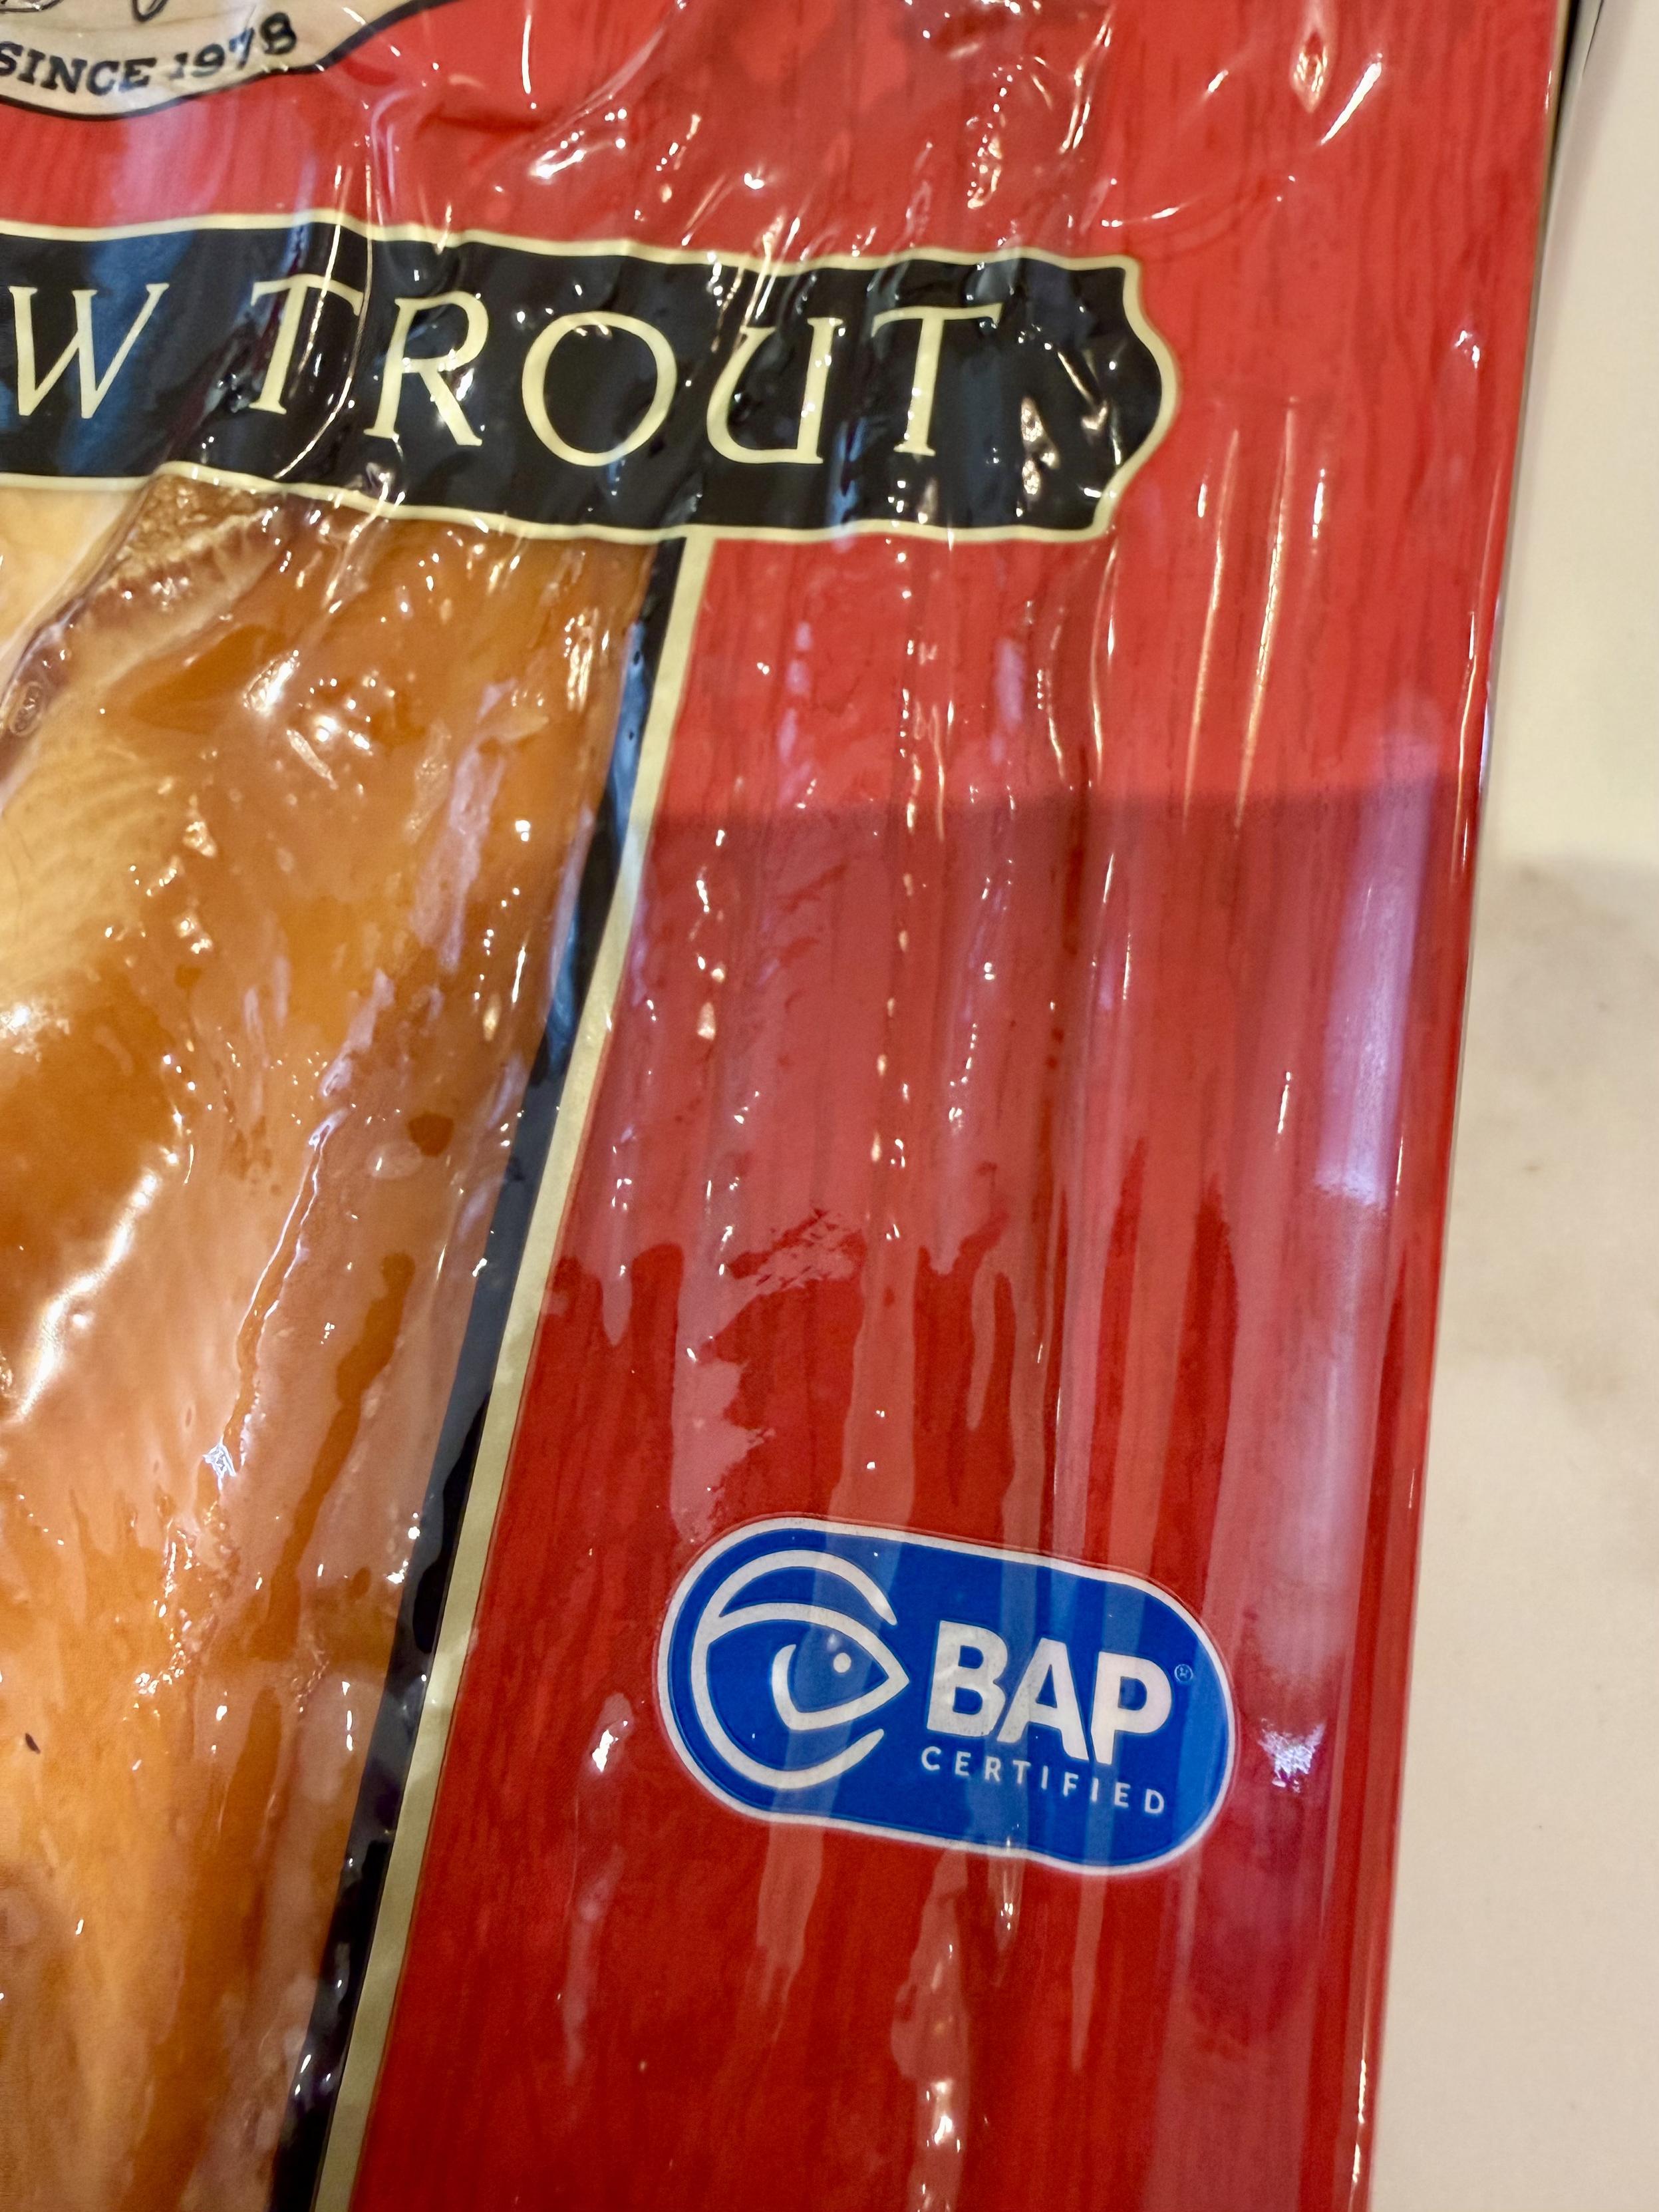 SINCE 1978
W TROUT
BAP®
CERTIFIED